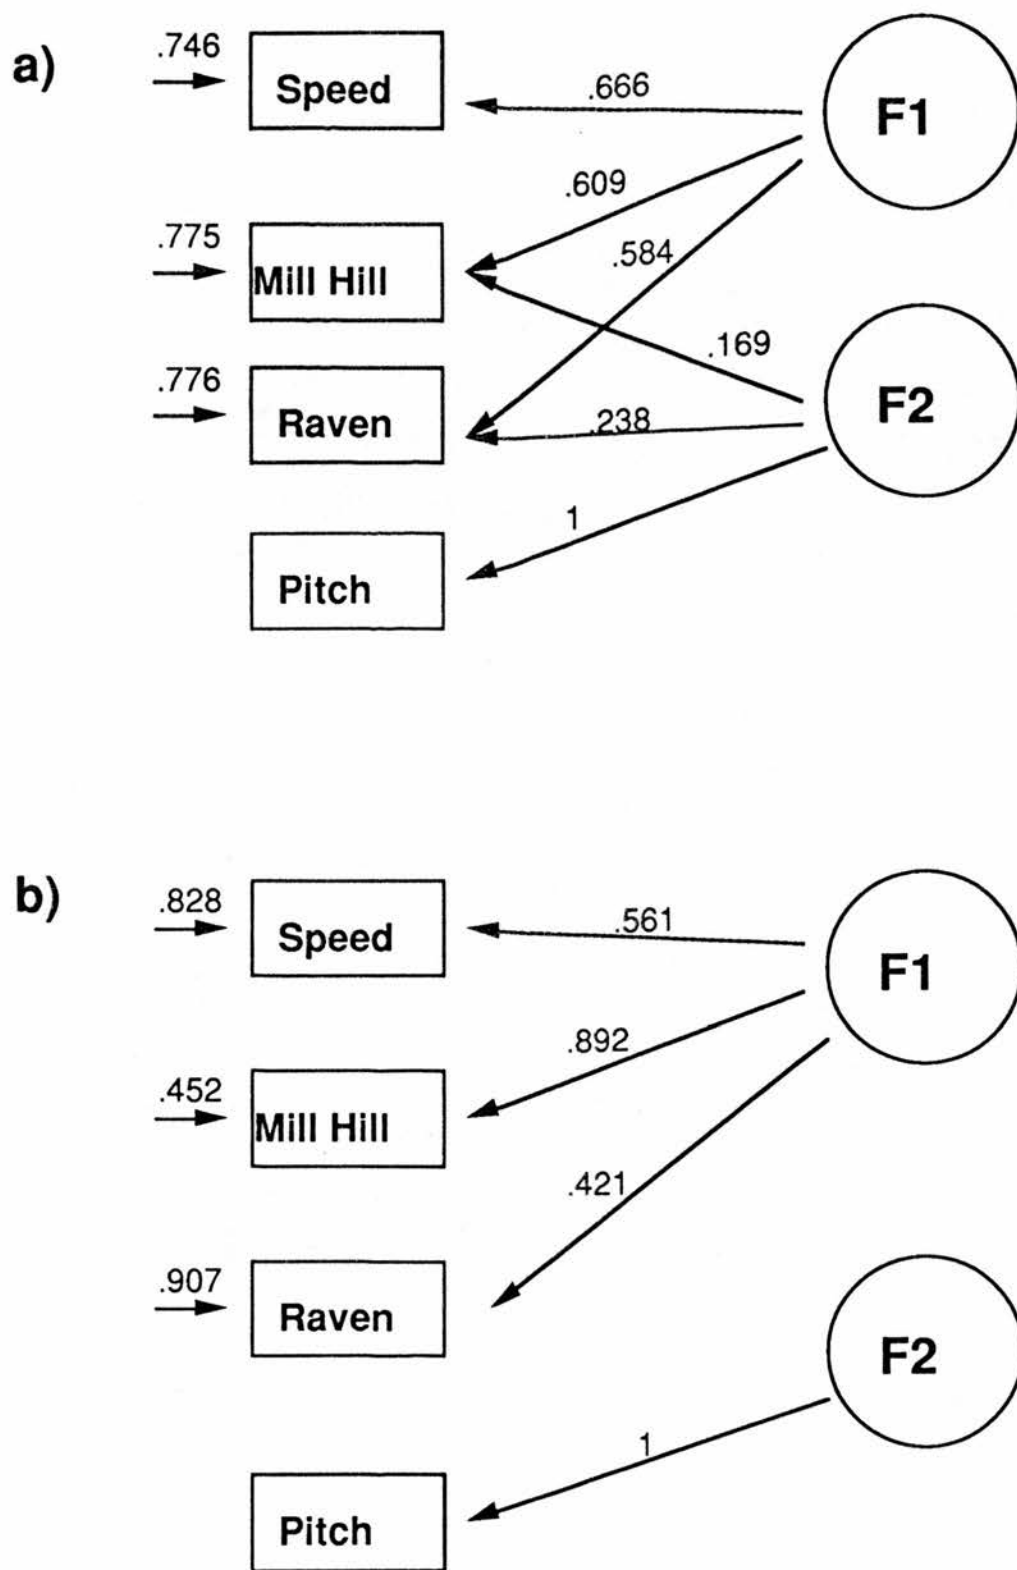 a)
.746
Speed
.666
F1
.609
.775
Mill Hill
.584
.169
.776
Raven
.238
F2
1
Pitch
b)
.828
Speed
.561
F1
.892
.452
Mill Hill
.421
.907
Raven
F2
1
Pitch